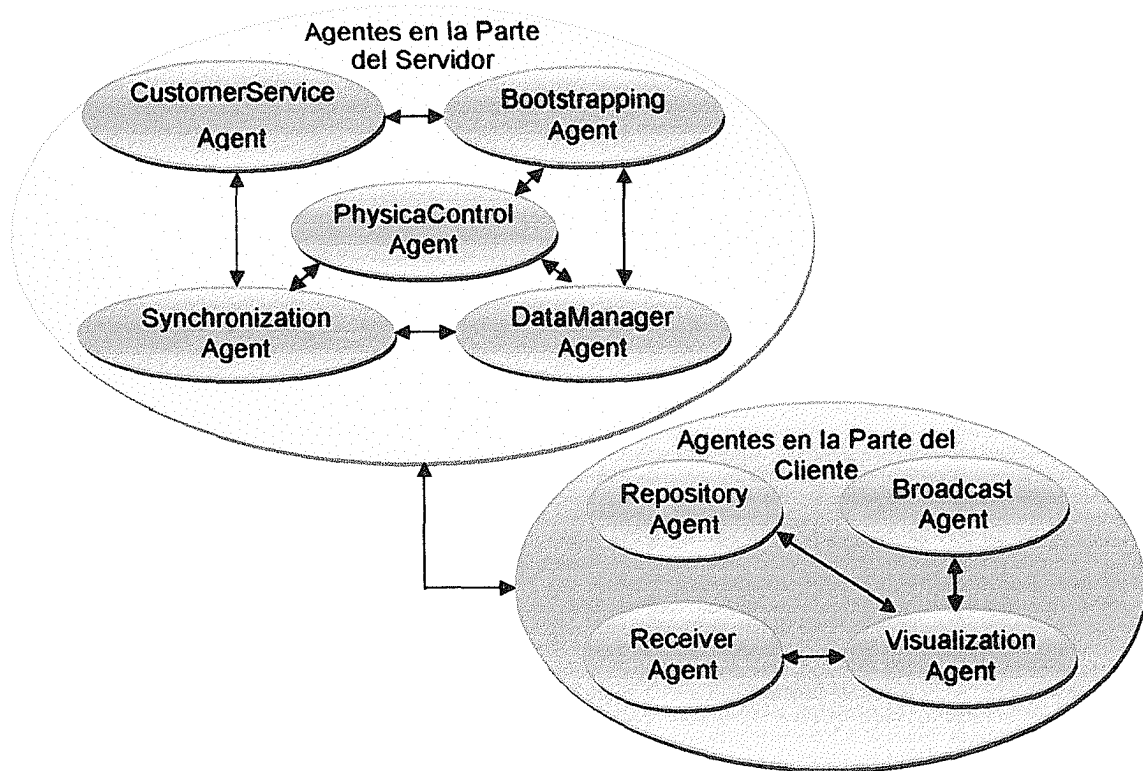 Agentes en la Parte
del Servidor
CustomerService
Agent
Bootstrapping
Agent
PhysicaControl
Agent
Synchronization
Agent
DataManager
Agent
Agentes en la Parte del
Cliente
Repository
Agent
Broadcast
Agent
Receiver
Agent
Visualization
Agent